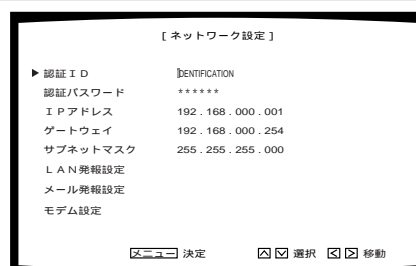 [ ネットワーク設定 ]
▶ 認証ＩＤ IDENTIFICATION
認証パスワード ******
ＩＰアドレス 192 . 168 . 000 . 001
ゲートウェイ 192 . 168 . 000 . 254
サブネットマスク 255 . 255 . 255 . 000
ＬＡＮ発報設定
メール発報設定
モデム設定
メニュー 決定 ∧ ∨ 選択 < > 移動